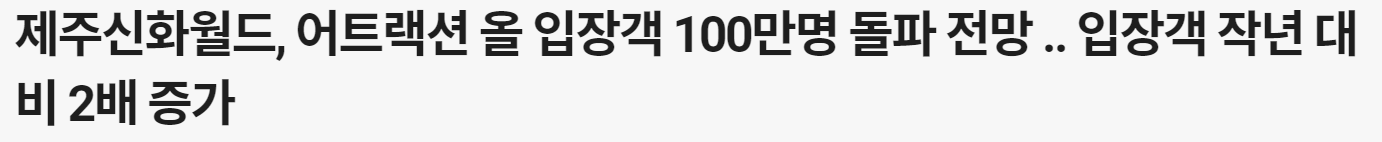 제주신화월드, 어트랙션 올 입장객 100만명 돌파 전망 .. 입장객 작년 대
비 2배 증가